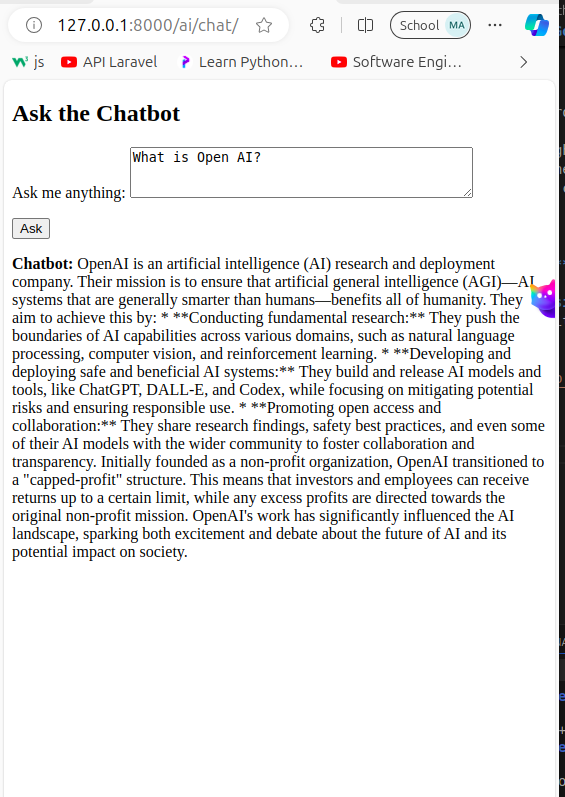 127.0.0.1:8000/ai/chat/ School MA
js API Laravel Learn Python… Software Engi…
Ask the Chatbot
What is Open AI?
Ask me anything:
Ask
Chatbot: OpenAI is an artificial intelligence (AI) research and deployment
company. Their mission is to ensure that artificial general intelligence (AGI)—AI
systems that are generally smarter than humans—benefits all of humanity. They
aim to achieve this by: * **Conducting fundamental research:** They push the
boundaries of AI capabilities across various domains, such as natural language
processing, computer vision, and reinforcement learning. * **Developing and
deploying safe and beneficial AI systems:** They build and release AI models and
tools, like ChatGPT, DALL-E, and Codex, while focusing on mitigating potential
risks and ensuring responsible use. * **Promoting open access and
collaboration:** They share research findings, safety best practices, and even some
of their AI models with the wider community to foster collaboration and
transparency. Initially founded as a non-profit organization, OpenAI transitioned to
a "capped-profit" structure. This means that investors and employees can receive
returns up to a certain limit, while any excess profits are directed towards the
original non-profit mission. OpenAI's work has significantly influenced the AI
landscape, sparking both excitement and debate about the future of AI and its
potential impact on society.